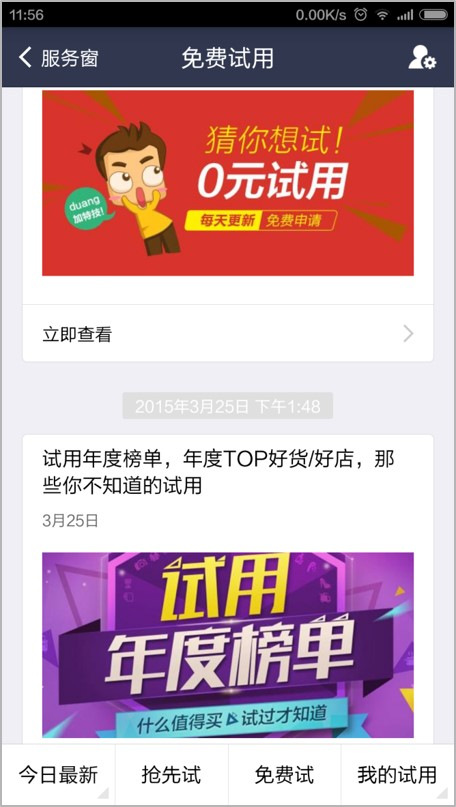 11:56
0.00K/s
服务窗
免费试用
猜你想试！
0元试用
duang
加特技！
每天更新 免费申请
立即查看
2015年3月25日 下午1:48
试用年度榜单，年度TOP好货/好店，那
些你不知道的试用
3月25日
试用
年度榜单
什么值得买 试过才知道
今日最新
抢先试
免费试
我的试用